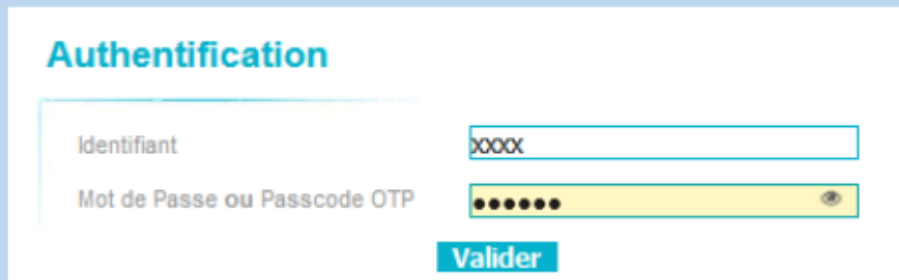 Authentification
Identifiant xxxx
Mot de Passe ou Passcode OTP ●●●●●●
Valider